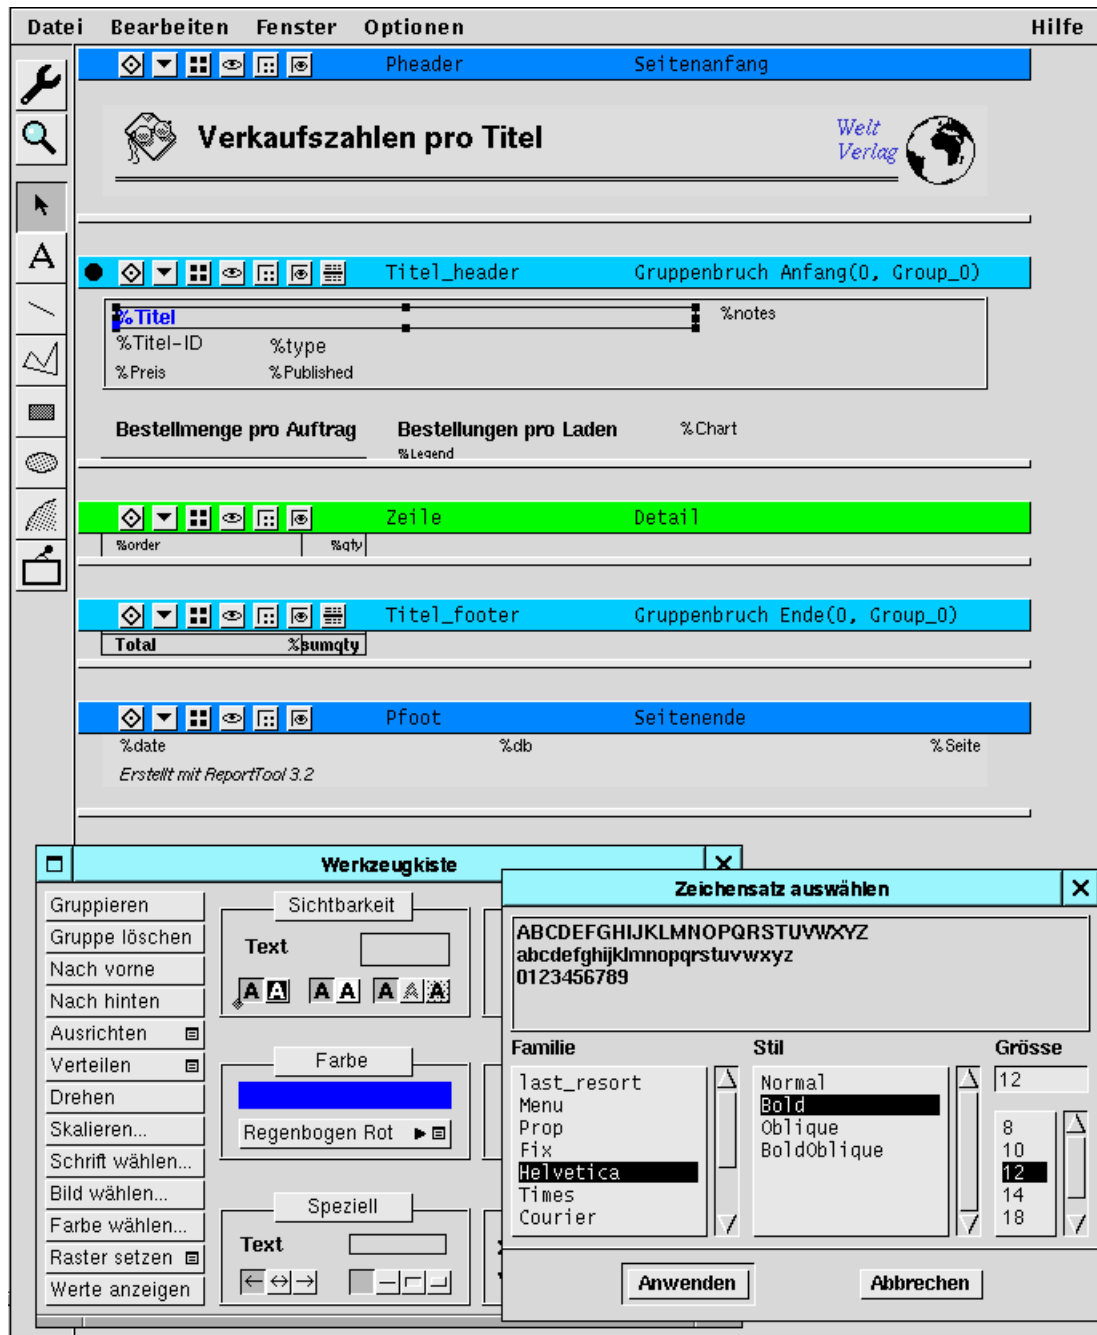 Datei Bearbeiten Fenster Optionen Hilfe
Pheader Seitenanfang
Verkaufszahlen pro Titel
Welt
Verlag
A
Titel_header Gruppenbruch Anfang(0, Group_0)
%Titel %notes
%Titel-ID %type
%Preis %Published
Bestellmenge pro Auftrag Bestellungen pro Laden %Chart
%Legend
Zeile Detail
%order %qty
Titel_footer Gruppenbruch Ende(0, Group_0)
Total %sumqty
Pfoot Seitenende
%date %db %Seite
Erstellt mit ReportTool 3.2
Werkzeugkiste
Gruppieren
Gruppe löschen
Nach vorne
Nach hinten
Ausrichten
Verteilen
Drehen
Skalieren...
Schrift wählen...
Bild wählen...
Farbe wählen...
Raster setzen
Werte anzeigen
Sichtbarkeit
Text
A A A A A A A
Farbe
Regenbogen Rot
Speziell
Text
Zeichensatz auswählen
ABCDEFGHIJKLMNOPQRSTUVWXYZ
abcdefghijklmnopqrstuvwxyz
0123456789
Familie
last_resort
Menu
Prop
Fix
Helvetica
Times
Courier
Stil
Normal
Bold
Oblique
BoldOblique
Grösse
12
8
10
12
14
18
Anwenden Abbrechen